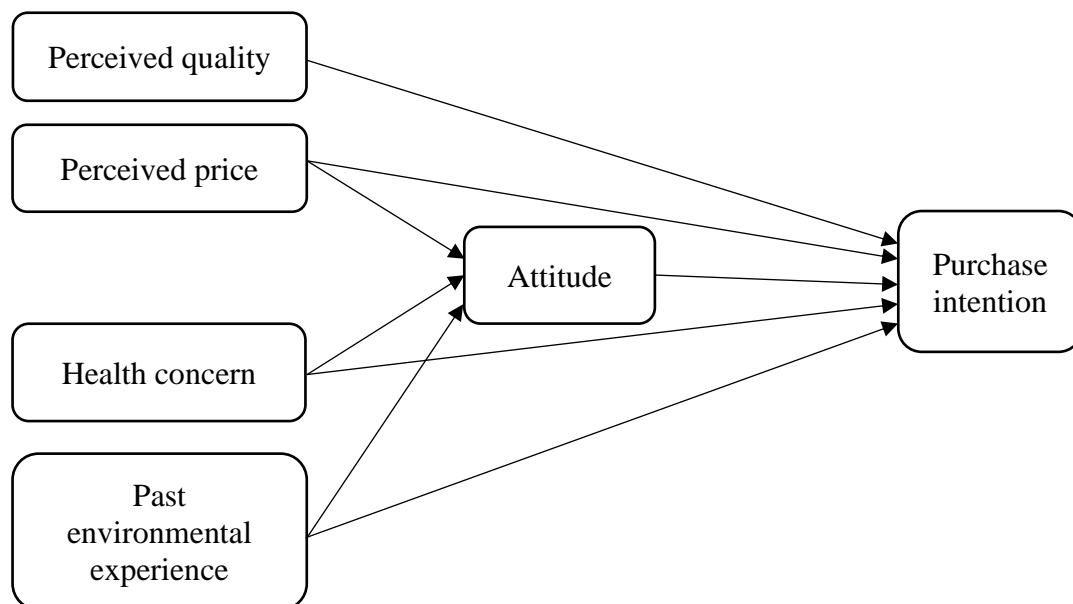 Perceived quality
Perceived price
Attitude
Purchase
intention
Health concern
Past
environmental
experience